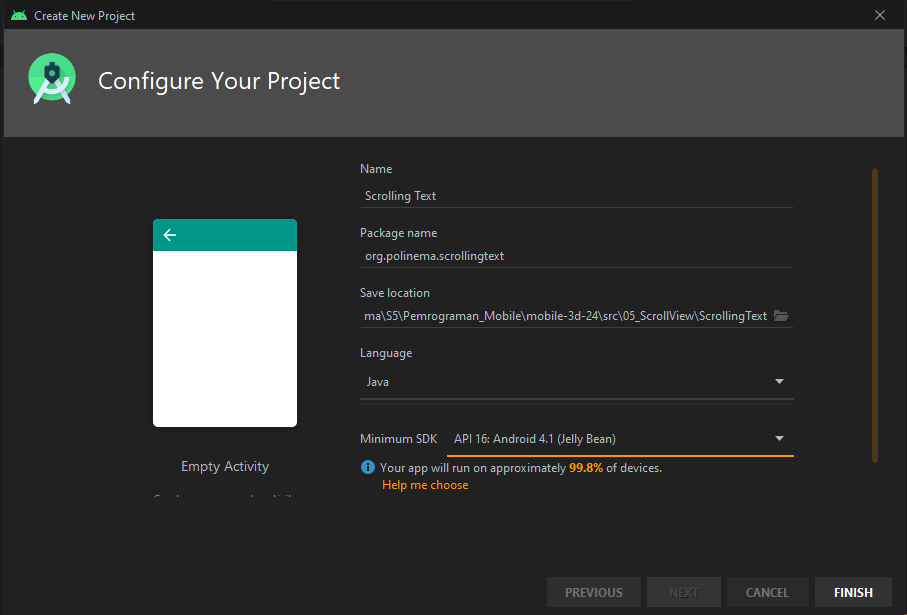 Create New Project
Configure Your Project
Name
Scrolling Text
Package name
org.polinema.scrollingtext
Save location
ma\S5\Pemrograman_Mobile\mobile-3d-24\src\05_ScrollView\ScrollingText
Language
Java
Minimum SDK API 16: Android 4.1 (Jelly Bean)
Your app will run on approximately 99.8% of devices.
Help me choose
Empty Activity
PREVIOUS NEXT CANCEL FINISH